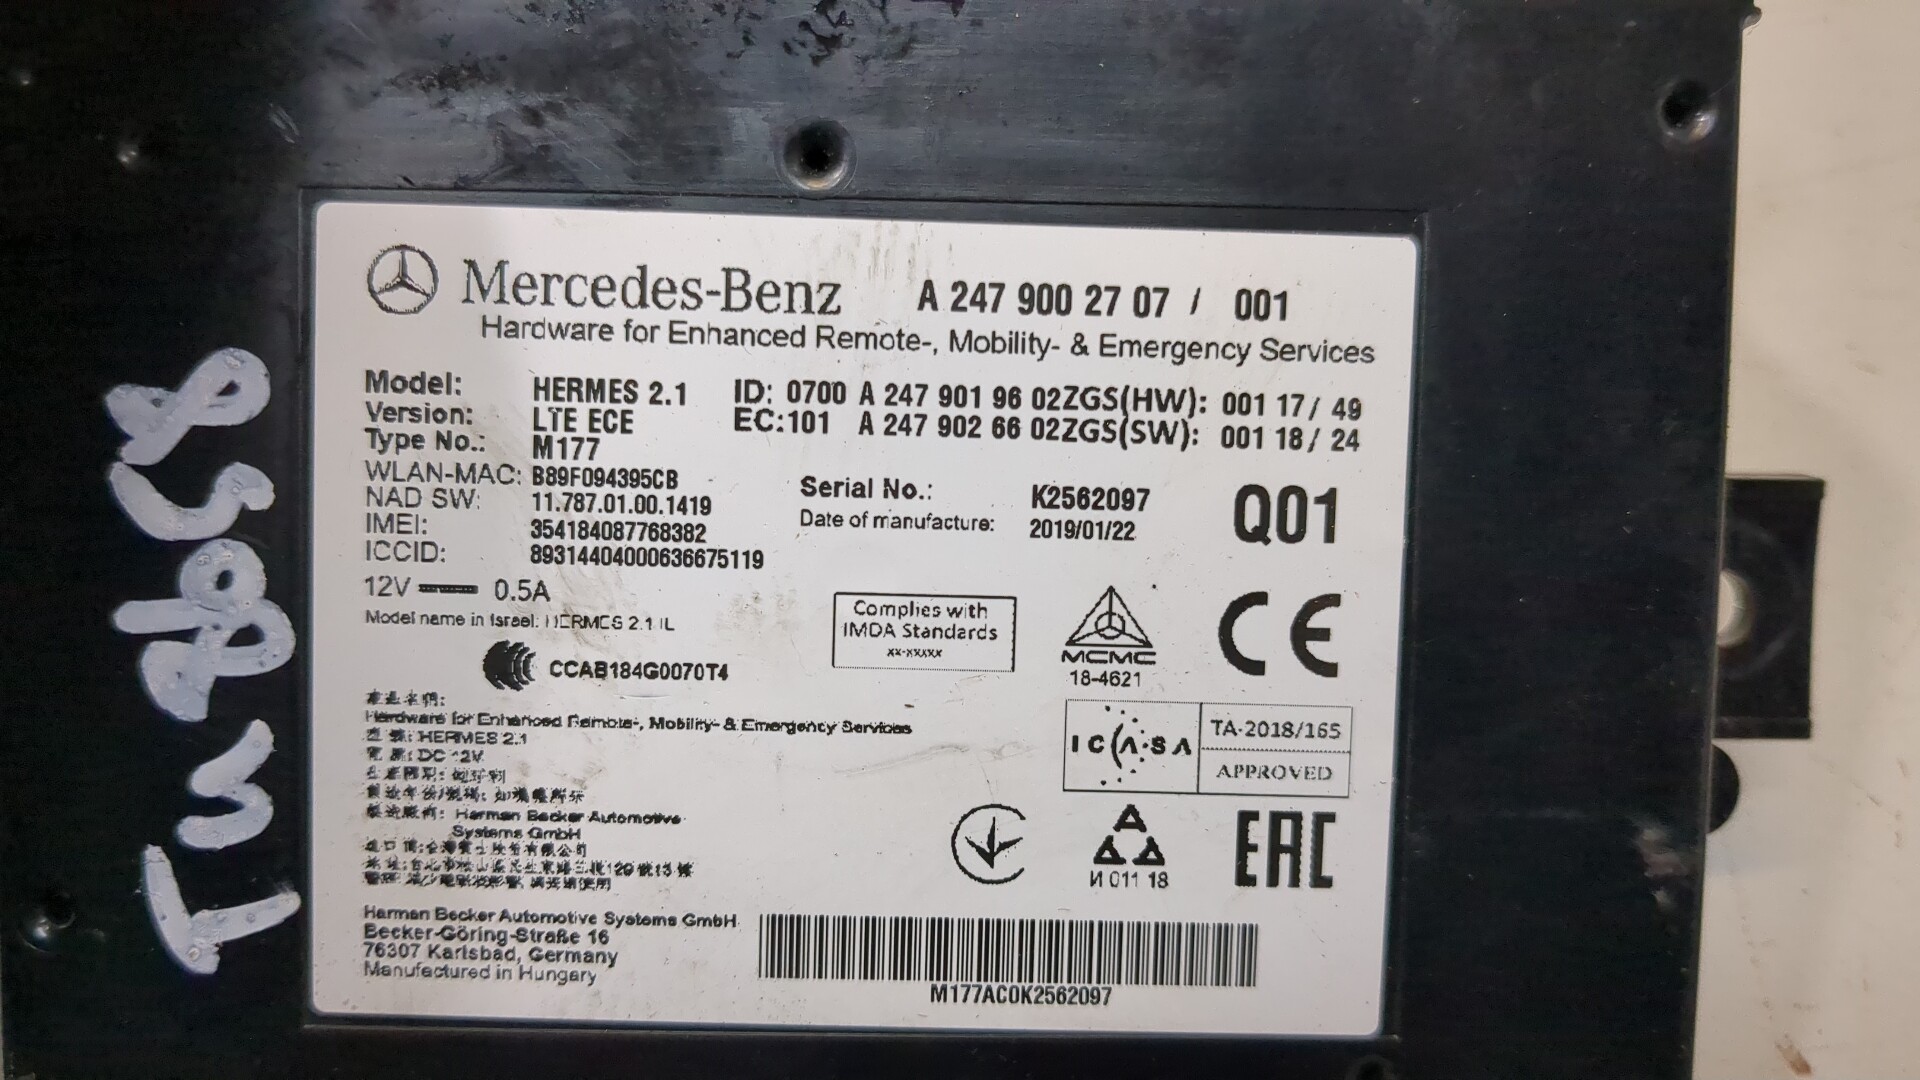 Mercedes-Benz A 247 900 27 07 / 001
Hardware for Enhanced Remote-, Mobility- & Emergency Services
Model: HERMES 2.1 ID: 0700 A 247 901 96 02ZGS(HW): 001 17/ 49
Version: LTE ECE EC:101 A 247 902 66 02ZGS(SW): 001 18/ 24
Type No.: M177
WLAN-MAC: B89F094395CB
NAD SW: 11.787.01.00.1419
IMEI: 354184087768382
ICCID: 89314404000636675119
Serial No.: K2562097
Date of manufacture: 2019/01/22
Q01
12V 0.5A
Model name in Israel: HERMES 2.1 IL
CCAB184G0070T4
Complies with
IMDA Standards
xx-xxxxx
MCMC
18-4621
CE
Hardware for Enhanced Remote-, Mobility- & Emergency Services
HERMES 2.1
DC 12V
Harman Becker Automotive
Systems GmbH
ICASA
TA-2018/165
APPROVED
И 011 18
EAC
Harman Becker Automotive Systems GmbH
Becker-Göring-Straße 16
76307 Karlsbad, Germany
Manufactured in Hungary
M177AC0K2562097